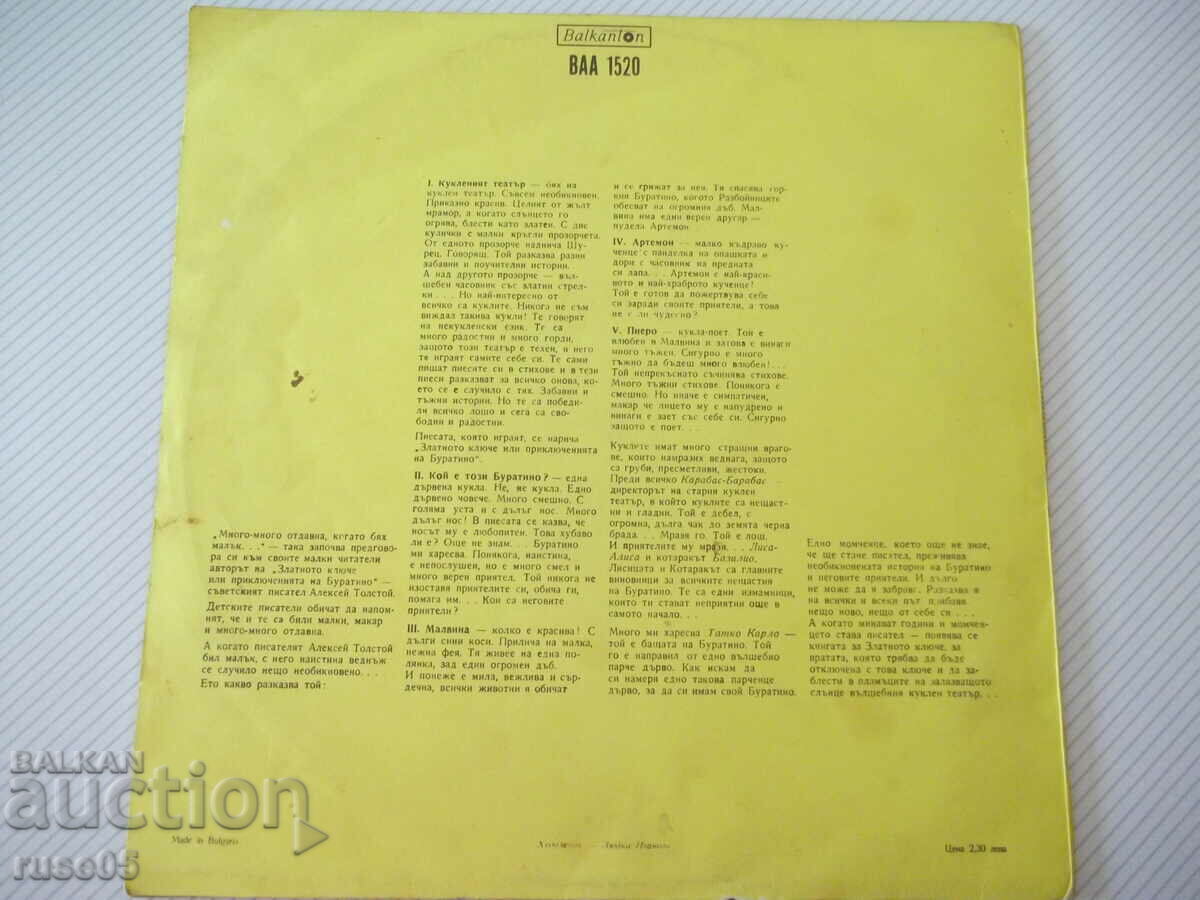 Balkanton
ВАА 1520
„Много-много отдавна, когато бях
малък. . .“ — така започва предгово-
ра си към своите малки читатели
авторът на „Златното ключе
или приключенията на Буратино“ —
съветският писател Алексей Толстой.
Детските писатели обичат да напом-
нят, че и те са били малки, макар
и много-много отдавна.
А когато писателят Алексей Толстой
бил малък, с него наистина веднъж
се случило нещо необикновено. . .
Ето какво разказва той:
I. Кукленият театър — бях на
куклен театър. Съвсем необикновен.
Приказно красив. Целият от жълт
мрамор, а когато слънцето го
огрява, блести като златен. С две
кулички с малки кръгли прозорчета.
От едното прозорче наднича Щу-
рец. Говорящ. Той разказва разни
забавни и поучителни истории. .
А над другото прозорче — въл-
шебен часовник със златни стрел-
ки. . . Но най-интересно от
всичко са куклите. Никога не съм
виждал такива кукли! Те говорят
на некукленски език. Те са
много радостни и много горди,
защото този театър е техен, и него
тя играят самите себе си. Те сами
пишат пиесите си в стихове и в тези
пиеси разказват за всичко онова, ко-
ето се е случило с тях. Забавни и
тъжни истории. Но те са победи-
ли всичко лошо и сега са сво-
бодни и радостни.
Пиесата, която играят, се нарича
„Златното ключе или приключенията
на Буратино“.
II. Кой е този Буратино? — една
дървена кукла. Не, не кукла. Едно
дървено човече. Много смешно. С
голяма уста и с дълъг нос. Много
дълъг нос! В пиесата се казва, че
носът му е любопитен. Това хубаво
ли е? Още не знам. . . Буратино
ми харесва. Понякога, наистина,
е непослушен, но е много смел и
много верен приятел. Той никога не
изоставя приятелите си, обича ги,
помага им. . . Кои са неговите
приятели?
III. Малвина — колко е красива! С
дълги сини коси. Прилича на малка,
нежна фея. Тя живее на една по-
лянка, зад един огромен дъб.
И понеже е мила, вежлива и сър-
дечна, всички животни я обичат
и се грижат за нея. Тя спасява гор-
кия Буратино, когото Разбойниците
обесват на огромния дъб. Мал-
вина има един верен другар —
пудела Артемон.
IV. Артемон — малко къдраво ку-
ченце с панделка на опашката и
дори с часовник на предната
си лапа. . . Артемон е най-краси-
вото и най-храброто кученце!
Той е готов да пожертвува себе
си заради своите приятели, а това
не е ли чудесно?
V. Пиеро — кукла-поет. Той е
влюбен в Малвина и затова е винаги
много тъжен. Сигурно е много
тъжно да бъдеш много влюбен!. . .
Той непрекъснато съчинява стихове.
Много тъжни стихове. Понякога е
смешно. Но иначе е симпатичен,
макар че лицето му е напудрено и
винаги е зает със себе си. Сигурно
защото е поет. . .
Куклите имат много страшни враго-
ве, които намразих веднага, защото
са груби, пресметливи, жестоки.
Преди всичко Карабас-Барабас —
директорът на стария куклен
театър, в който куклите са нещаст-
ни и гладни. Той е дебел, с
огромна, дълга чак до земята черна
брада. . . Мразя го. Той е лош.
И приятелите му мразя. . . Лиса-
Алиса и котаракът Базилио.
Лисицата и Котаракът са главните
виновници за всичките нещастия
на Буратино. Те са едни измамници,
които ти стават неприятни още в
самото начало. . .
Много ми харесва Татко Карло —
той е бащата на Буратино. Той
го е направил от едно вълшебно
парче дърво. Как искам да
си намеря едно такова парченце
дърво, за да си имам свой Буратино.
Едно момченце, което още не знае,
че ще стане писател, преживява
необикновената история на Буратино
и неговите приятели. И дълго
не може да я забрави. Разказва я
на всички и всеки път прибавя
нещо ново, нещо от себе си. . .
А когато минават години и момчен-
цето става писател — появява се
книгата за Златното ключе, за
вратата, която трябва да бъде
отключена с това ключе и да за-
блести в пламъците на залязващото
слънце вълшебния куклен театър. . .
BALKAN
auction
Made in Bulgaria
Цена 2,30 лева
ruse05